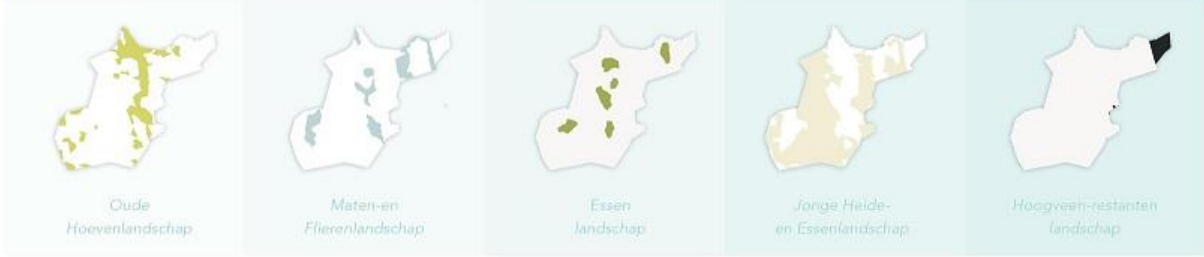 Oude
Hoevenlandschap
Maten-en
Flierenlandschap
Essen
landschap
Jonge Heide-
en Essenlandschap
Hoogveen-restanten
landschap